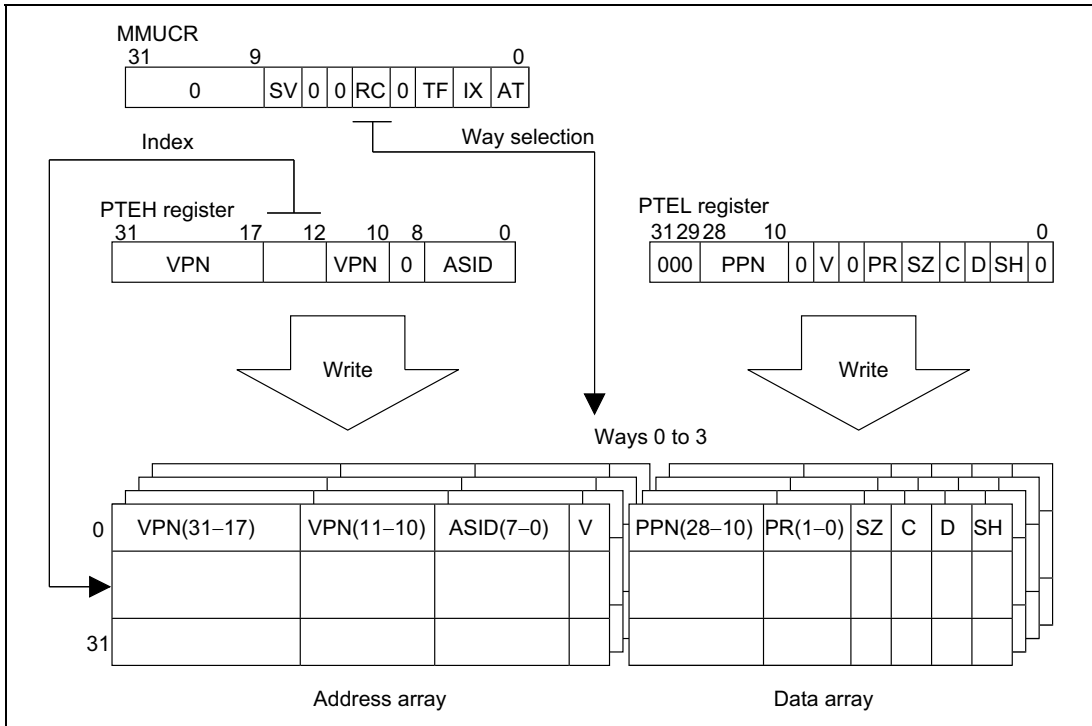 MMUCR
31 9 0
0 SV 0 0 RC 0 TF IX AT
Index
Way selection
PTEH register
31 17 12 10 8 0
VPN VPN 0 ASID
PTEL register
31 29 28 10 0
000 PPN 0 V 0 PR SZ C D SH 0
Write
Write
Ways 0 to 3
0 VPN(31–17) VPN(11–10) ASID(7–0) V
PPN(28–10) PR(1–0) SZ C D SH
31
Address array
Data array